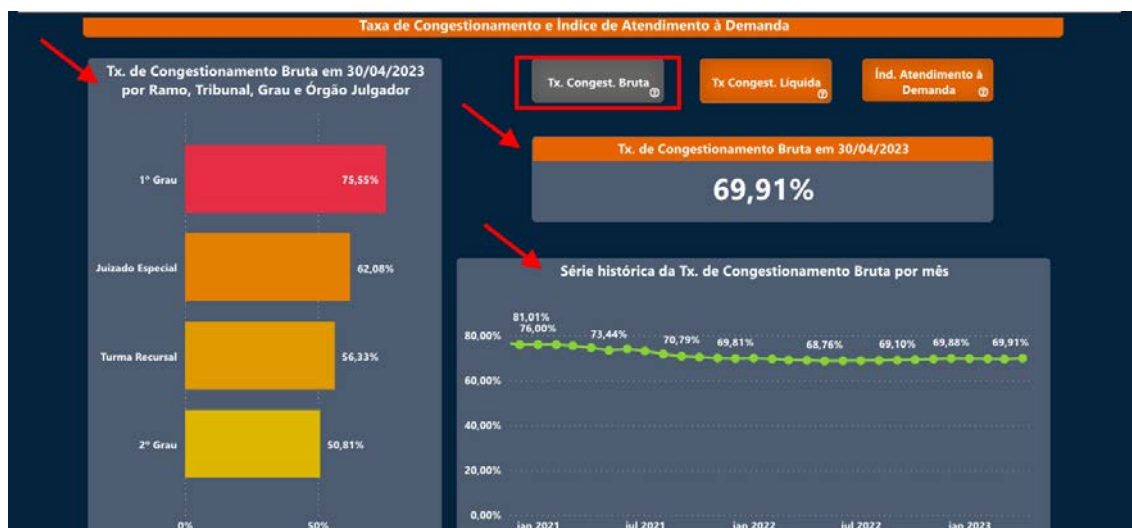 Taxa de Congestionamento e Índice de Atendimento à Demanda
Tx. de Congestionamento Bruta em 30/04/2023
por Ramo, Tribunal, Grau e Órgão Julgador
1º Grau
75,55%
Juizado Especial
62,08%
Turma Recursal
56,33%
2º Grau
50,81%
0%
50%
Tx. Congest. Bruta
Tx Congest. Líquida
Índ. Atendimento à
Demanda
Tx. de Congestionamento Bruta em 30/04/2023
69,91%
Série histórica da Tx. de Congestionamento Bruta por mês
81,01%
76,00%
73,44%
70,79%
69,81%
68,76%
69,10%
69,88%
69,91%
80,00%
60,00%
40,00%
20,00%
0,00%
jan 2021
jul 2021
jan 2022
jul 2022
jan 2023